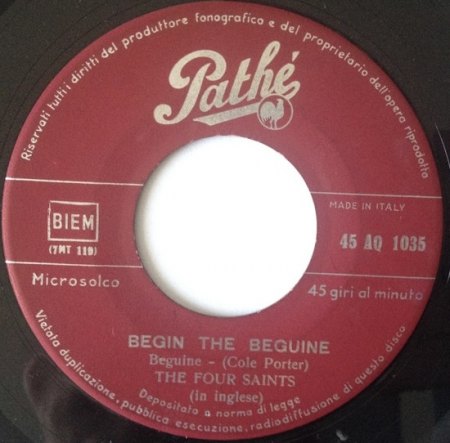 Riservati tutti i diritti del produttore fonografico e del proprietario dell'opera riprodotta
Pathé
MADE IN ITALY
BIEM
(7MT 119)
45 AQ 1035
Microsolco
45 giri al minuto
BEGIN THE BEGUINE
Beguine - (Cole Porter)
THE FOUR SAINTS
(in inglese)
Depositato a norma di legge
Vietata duplicazione, pubblica esecuzione, radiodiffusione di questo disco